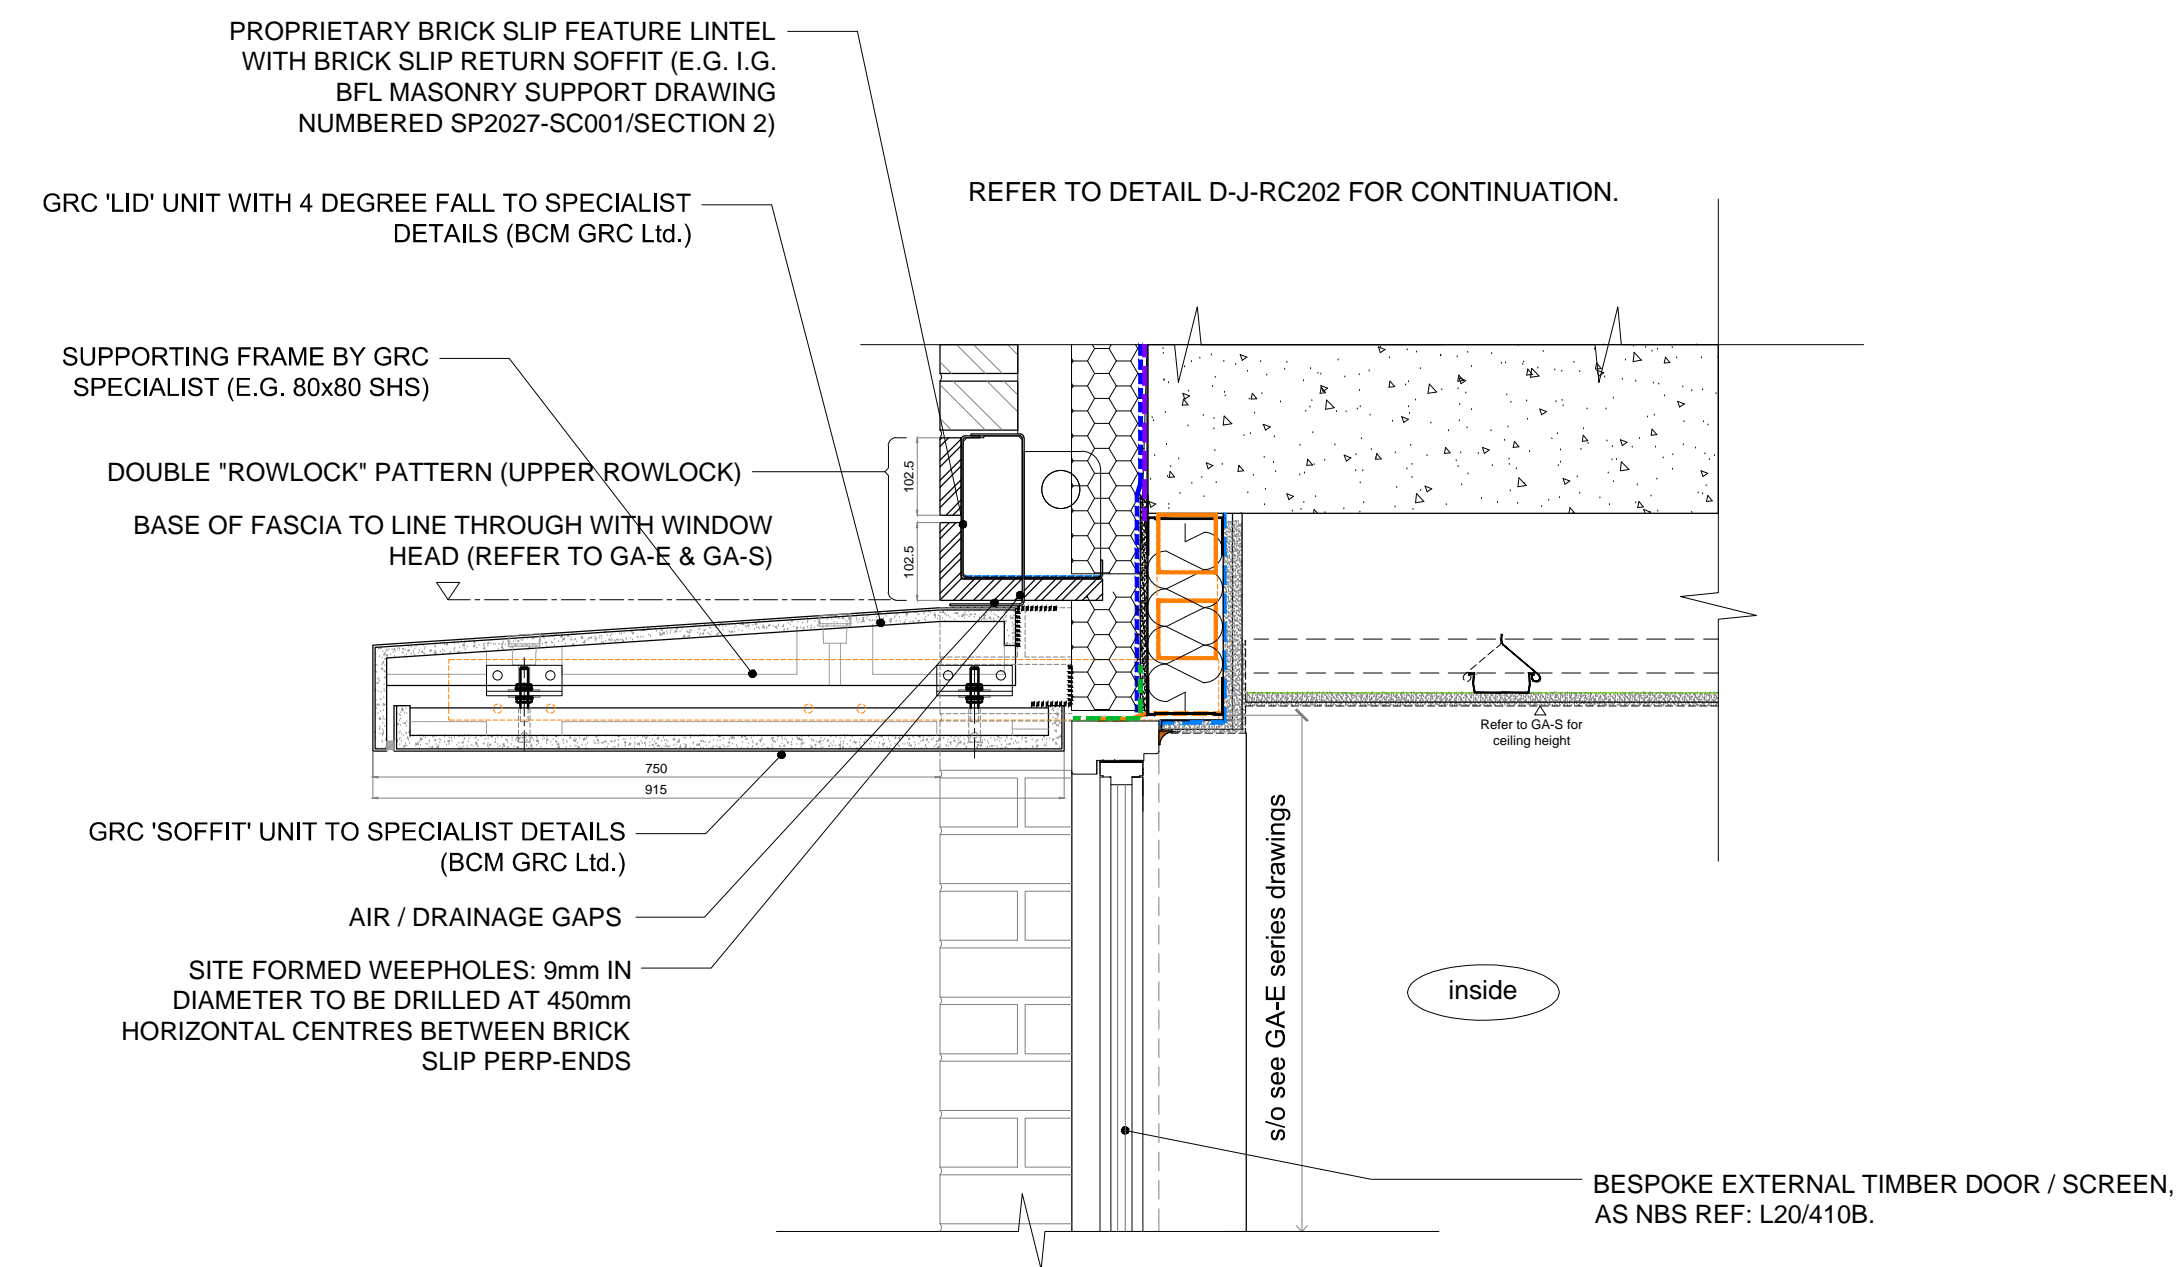 PROPRIETARY BRICK SLIP FEATURE LINTEL
WITH BRICK SLIP RETURN SOFFIT (E.G. I.G.
BFL MASONRY SUPPORT DRAWING
NUMBERED SP2027-SC001/SECTION 2)
GRC 'LID' UNIT WITH 4 DEGREE FALL TO SPECIALIST
DETAILS (BCM GRC Ltd.)
REFER TO DETAIL D-J-RC202 FOR CONTINUATION.
SUPPORTING FRAME BY GRC
SPECIALIST (E.G. 80x80 SHS)
DOUBLE "ROWLOCK" PATTERN (UPPER ROWLOCK)
102.5
BASE OF FASCIA TO LINE THROUGH WITH WINDOW
HEAD (REFER TO GA-E & GA-S)
102.5
Refer to GA-S for
ceiling height
750
915
GRC 'SOFFIT' UNIT TO SPECIALIST DETAILS
(BCM GRC Ltd.)
AIR / DRAINAGE GAPS
SITE FORMED WEEPHOLES: 9mm IN
DIAMETER TO BE DRILLED AT 450mm
HORIZONTAL CENTRES BETWEEN BRICK
SLIP PERP-ENDS
s/o see GA-E series drawings
inside
BESPOKE EXTERNAL TIMBER DOOR / SCREEN,
AS NBS REF: L20/410B.